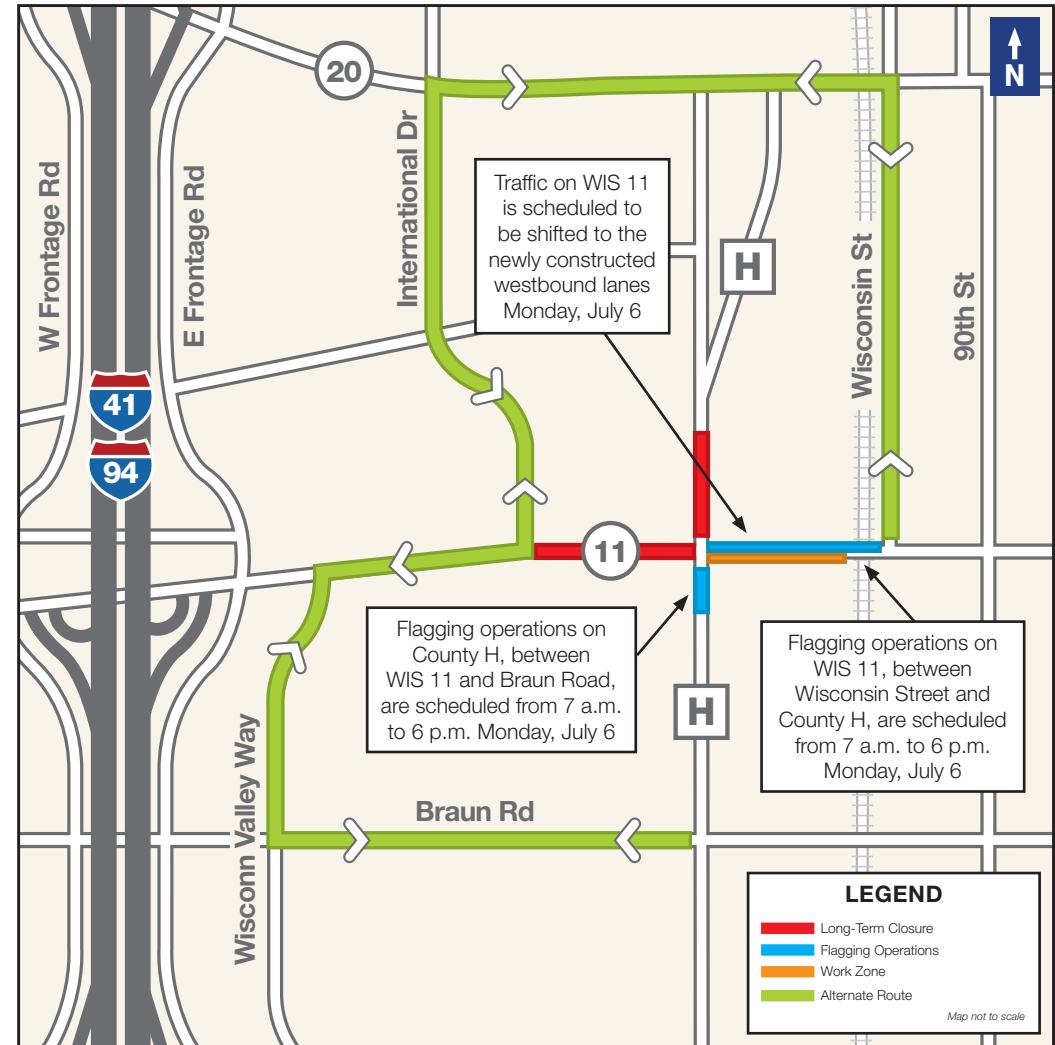 20
N
International Dr
W Frontage Rd
E Frontage Rd
Traffic on WIS 11
is scheduled to
be shifted to the
newly constructed
westbound lanes
Monday, July 6
H
Wisconsin St
90th St
41
94
11
Flagging operations on
County H, between
WIS 11 and Braun Road,
are scheduled from 7 a.m.
to 6 p.m. Monday, July 6
Flagging operations on
WIS 11, between
Wisconsin Street and
County H, are scheduled
from 7 a.m. to 6 p.m.
Monday, July 6
H
Wisconn Valley Way
Braun Rd
LEGEND
Long-Term Closure
Flagging Operations
Work Zone
Alternate Route
Map not to scale